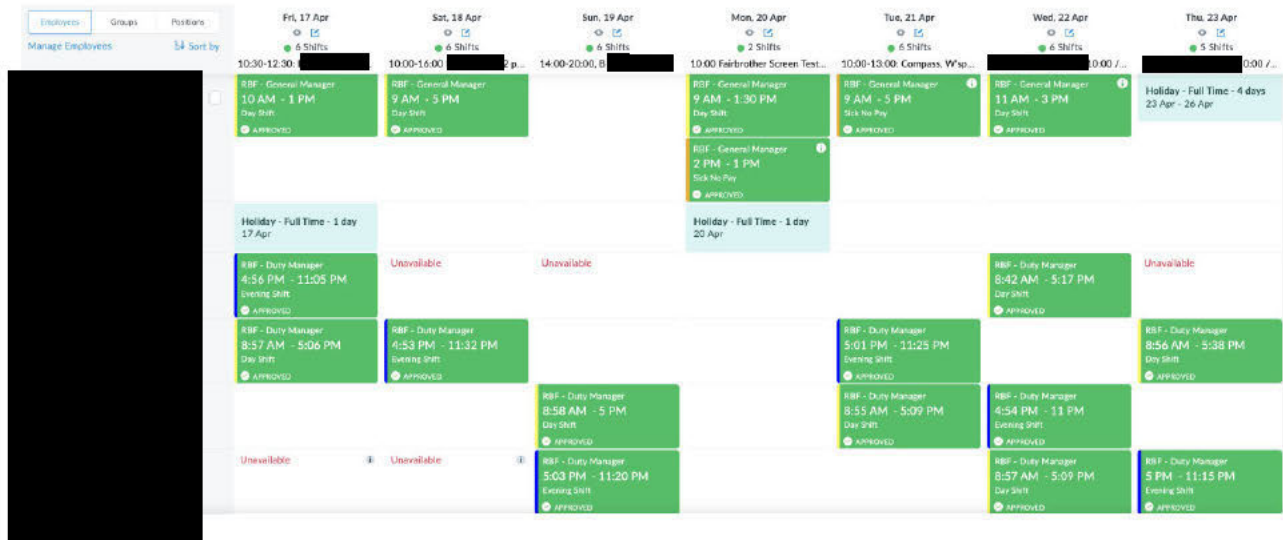 Employees Groups Positions
Manage Employees Sort by
Fri, 17 Apr
6 Shifts
10:30-12:30:
Sat, 18 Apr
6 Shifts
10:00-16:00 2 p...
Sun, 19 Apr
6 Shifts
14:00-20:00, B
Mon, 20 Apr
2 Shifts
10:00 Fairbrother Screen Test...
Tue, 21 Apr
6 Shifts
10:00-13:00: Compass, W'sp...
Wed, 22 Apr
6 Shifts
10:00 /...
Thu, 23 Apr
5 Shifts
0:00 /...
RBF - General Manager
10 AM - 1 PM
Day Shift
APPROVED
RBF - General Manager
9 AM - 5 PM
Day Shift
APPROVED
RBF - General Manager
9 AM - 1:30 PM
Day Shift
APPROVED
RBF - General Manager
9 AM - 5 PM
Sick No Pay
APPROVED
RBF - General Manager
11 AM - 3 PM
Day Shift
APPROVED
Holiday - Full Time - 4 days
23 Apr - 26 Apr
RBF - General Manager
2 PM - 1 PM
Sick No Pay
APPROVED
Holiday - Full Time - 1 day
17 Apr
Holiday - Full Time - 1 day
20 Apr
RBF - Duty Manager
4:56 PM - 11:05 PM
Evening Shift
APPROVED
Unavailable
Unavailable
RBF - Duty Manager
8:42 AM - 5:17 PM
Day Shift
APPROVED
Unavailable
RBF - Duty Manager
8:57 AM - 5:06 PM
Day Shift
APPROVED
RBF - Duty Manager
4:53 PM - 11:32 PM
Evening Shift
APPROVED
RBF - Duty Manager
5:01 PM - 11:25 PM
Evening Shift
APPROVED
RBF - Duty Manager
8:56 AM - 5:38 PM
Day Shift
APPROVED
RBF - Duty Manager
8:58 AM - 5 PM
Day Shift
APPROVED
RBF - Duty Manager
8:55 AM - 5:09 PM
Day Shift
APPROVED
RBF - Duty Manager
4:54 PM - 11 PM
Evening Shift
APPROVED
Unavailable
Unavailable
RBF - Duty Manager
5:03 PM - 11:20 PM
Evening Shift
APPROVED
RBF - Duty Manager
8:57 AM - 5:09 PM
Day Shift
APPROVED
RBF - Duty Manager
5 PM - 11:15 PM
Evening Shift
APPROVED